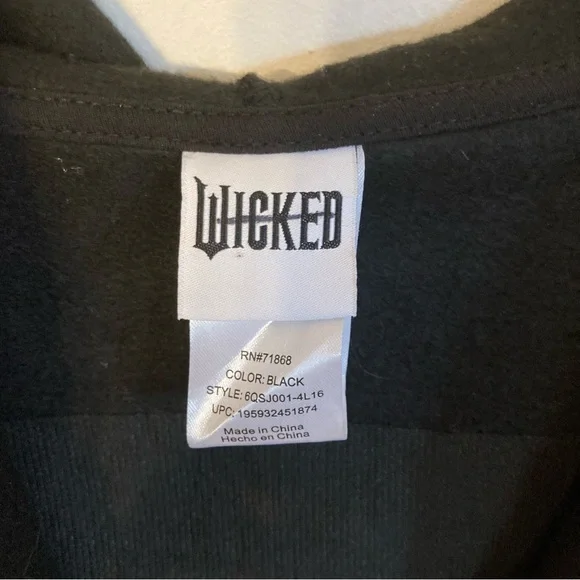 WICKED
RN#71868
COLOR: BLACK
STYLE: 6QSJ001-4L16
UPC: 195932451874
Made in China
Hecho en China